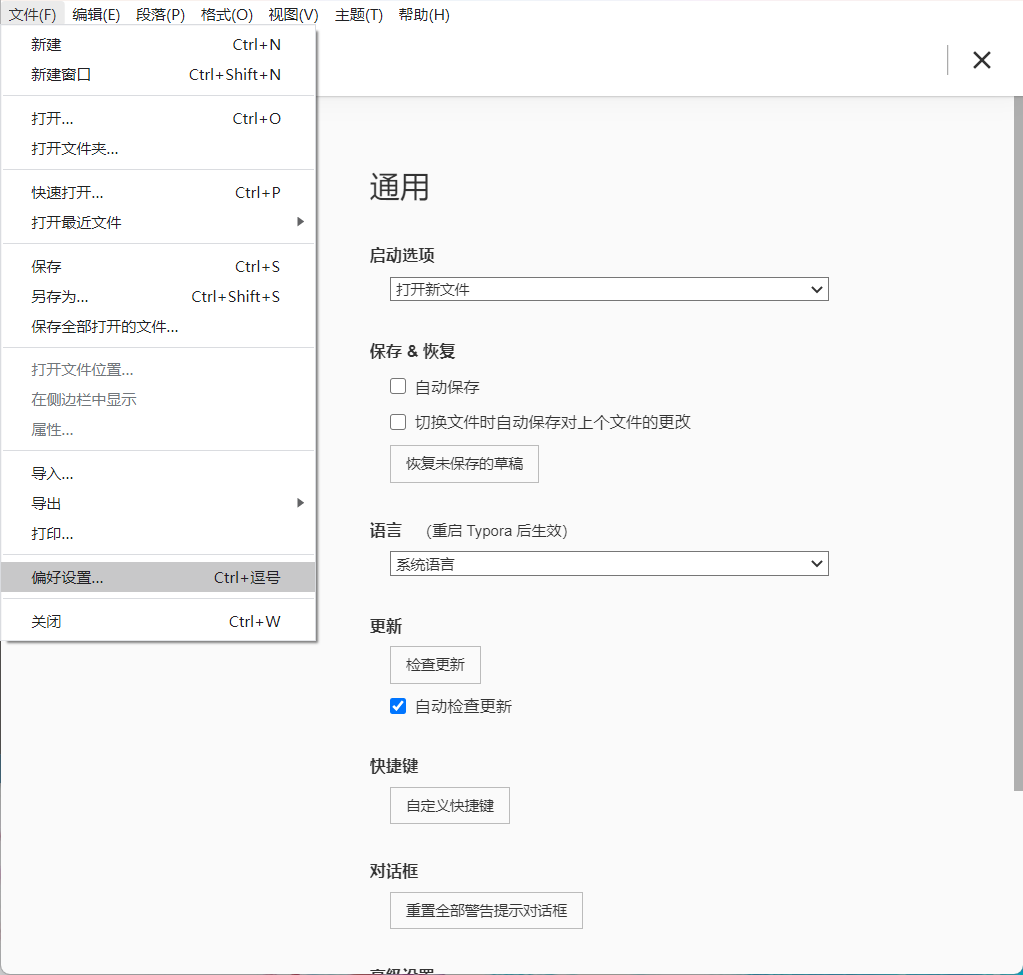 文件(F) 编辑(E) 段落(P) 格式(O) 视图(V) 主题(T) 帮助(H)
新建 Ctrl+N
新建窗口 Ctrl+Shift+N
打开... Ctrl+O
打开文件夹...
快速打开... Ctrl+P
打开最近文件
保存 Ctrl+S
另存为... Ctrl+Shift+S
保存全部打开的文件...
打开文件位置...
在侧边栏中显示
属性...
导入...
导出
打印...
偏好设置... Ctrl+逗号
关闭 Ctrl+W
通用
启动选项
打开新文件
保存 & 恢复
自动保存
切换文件时自动保存对上个文件的更改
恢复未保存的草稿
语言 (重启 Typora 后生效)
系统语言
更新
检查更新
自动检查更新
快捷键
自定义快捷键
对话框
重置全部警告提示对话框
高级设置